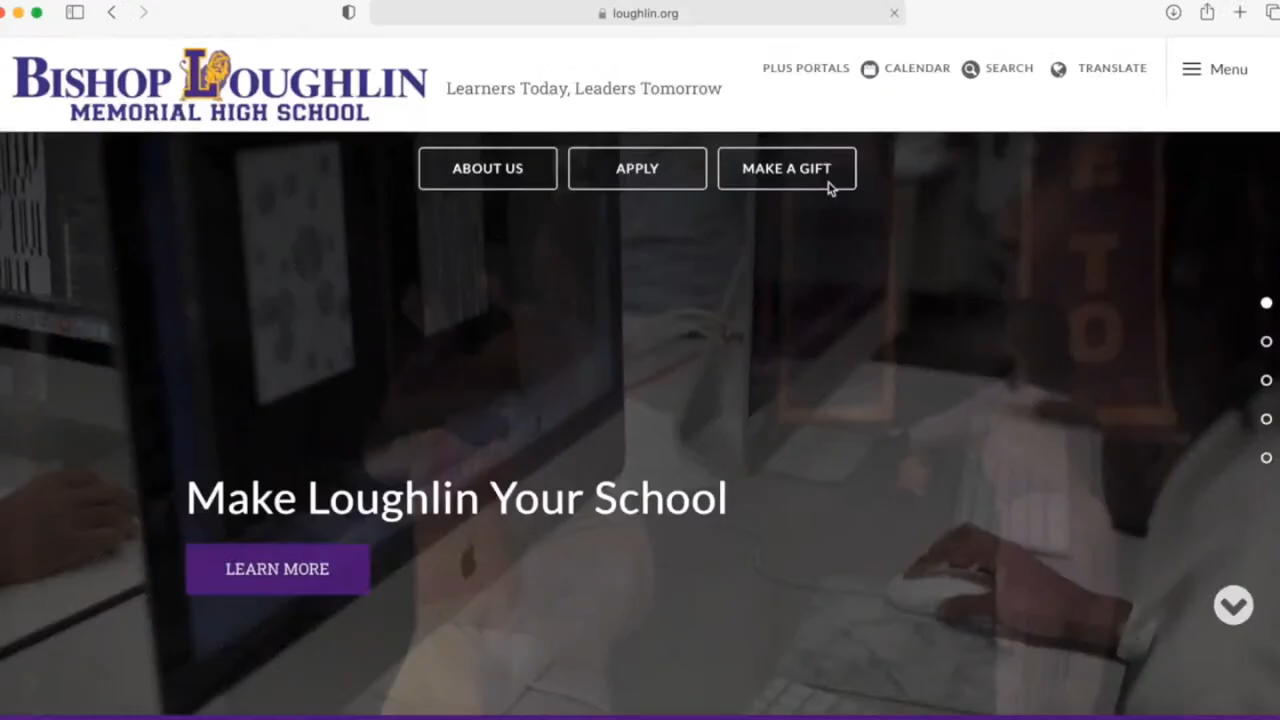 loughlin.org
BISHOP LOUGHLIN
MEMORIAL HIGH SCHOOL
Learners Today, Leaders Tomorrow
PLUS PORTALS
CALENDAR
SEARCH
TRANSLATE
Menu
ABOUT US
APPLY
MAKE A GIFT
E TO
Make Loughlin Your School
LEARN MORE